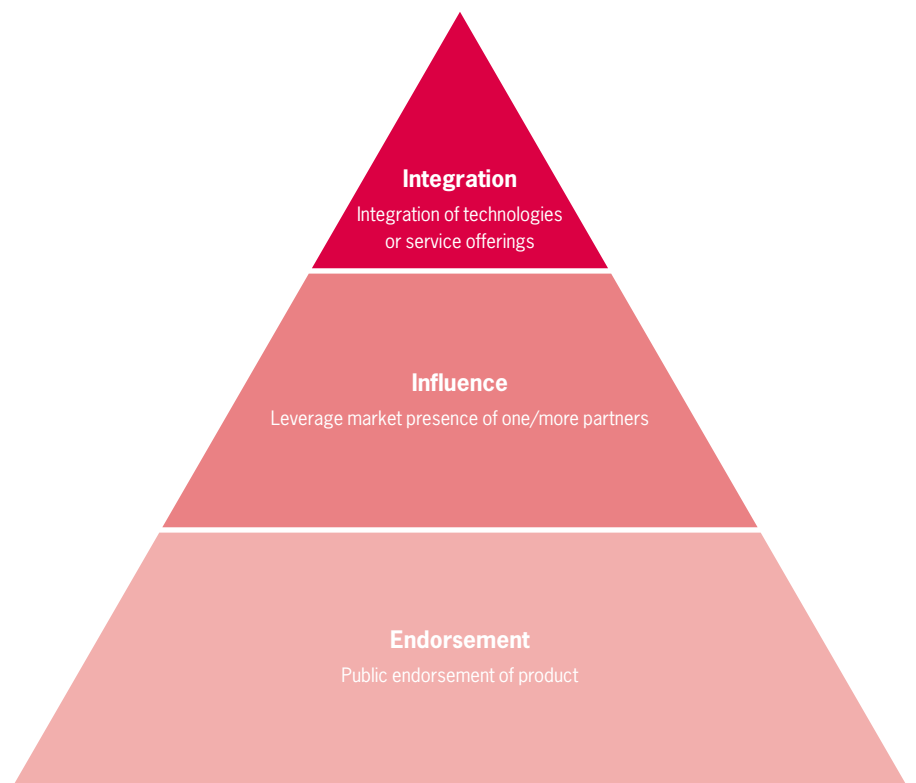 Integration
Integration of technologies
or service offerings
Influence
Leverage market presence of one/more partners
Endorsement
Public endorsement of product